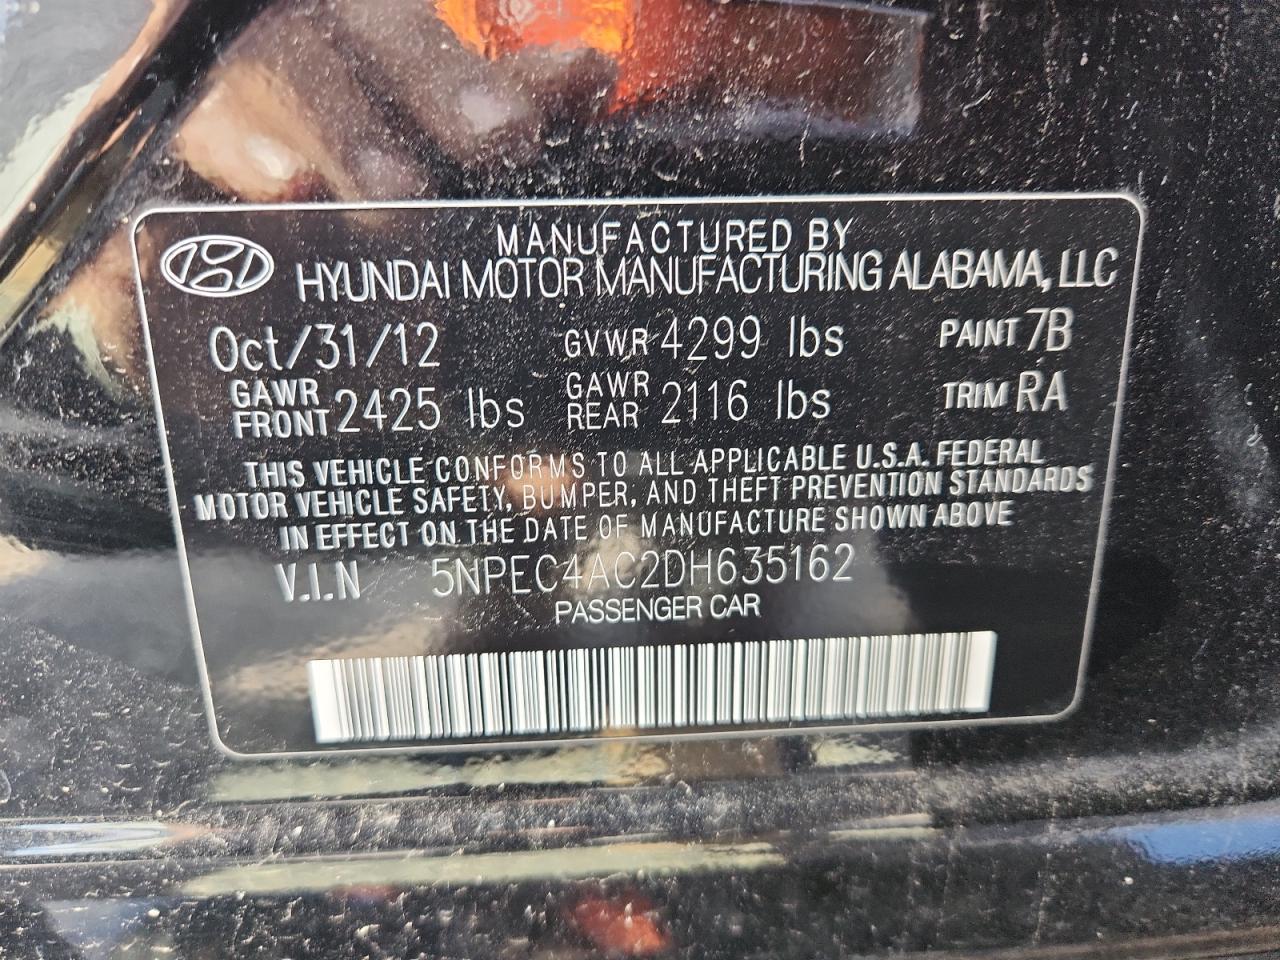 MANUFACTURED BY
HYUNDAI MOTOR MANUFACTURING ALABAMA, LLC
Oct/31/12 GVWR 4299 lbs PAINT 7B
GAWR FRONT 2425 lbs GAWR REAR 2116 lbs TRIM RA
THIS VEHICLE CONFORMS TO ALL APPLICABLE U.S.A. FEDERAL
MOTOR VEHICLE SAFETY, BUMPER, AND THEFT PREVENTION STANDARDS
IN EFFECT ON THE DATE OF MANUFACTURE SHOWN ABOVE
V.I.N 5NPEC4AC2DH635162
PASSENGER CAR